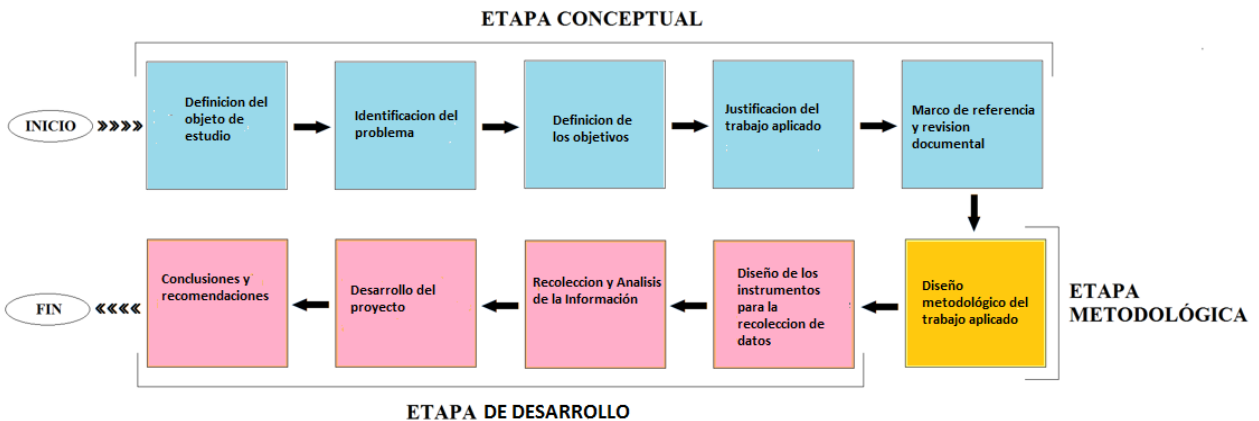 ETAPA CONCEPTUAL
INICIO
Definicion del
objeto de
estudio
Identificacion del
problema
Definicion de
los objetivos
Justificacion del
trabajo aplicado
Marco de referencia
y revision
documental
Diseño
metodológico del
trabajo aplicado
ETAPA
METODOLÓGICA
Diseño de los
instrumentos
para la
recoleccion de
datos
Recoleccion y Analisis
de la Información
Desarrollo del
proyecto
Conclusiones y
recomendaciones
FIN
ETAPA DE DESARROLLO